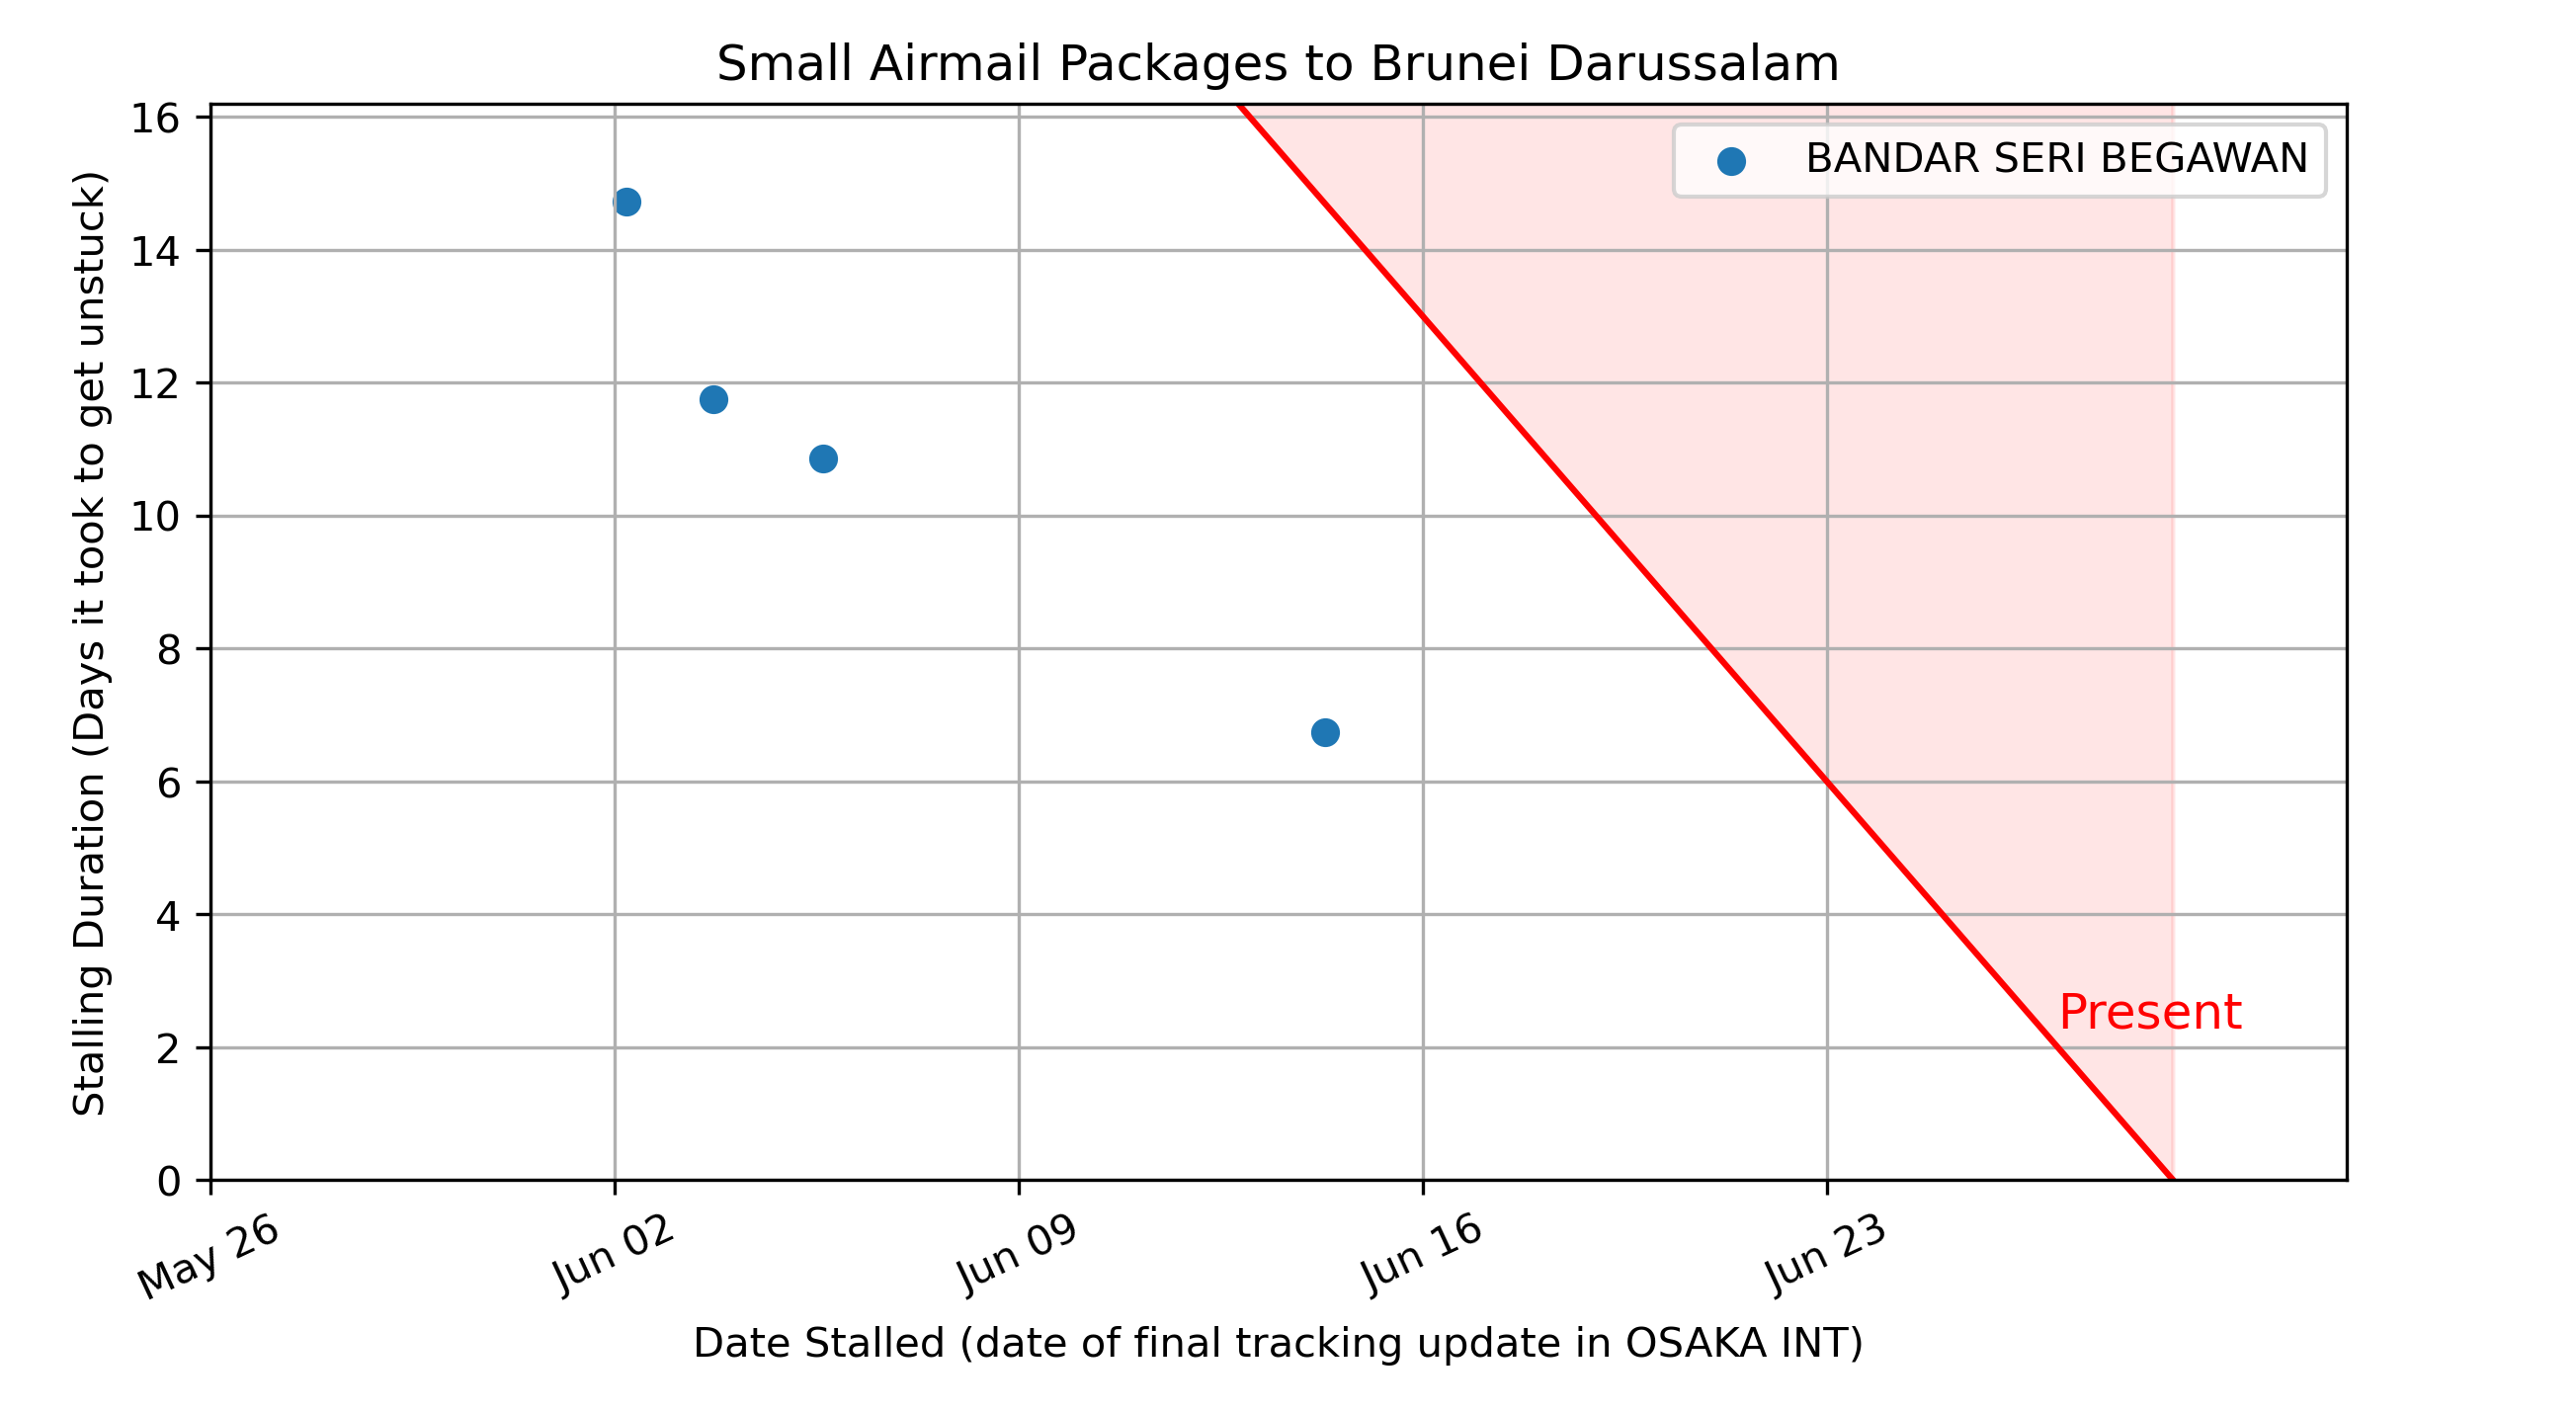 Small Airmail Packages to Brunei Darussalam
Stalling Duration (Days it took to get unstuck)
16
14
12
10
8
6
4
2
0
BANDAR SERI BEGAWAN
Present
May 26
Jun 02
Jun 09
Jun 16
Jun 23
Date Stalled (date of final tracking update in OSAKA INT)